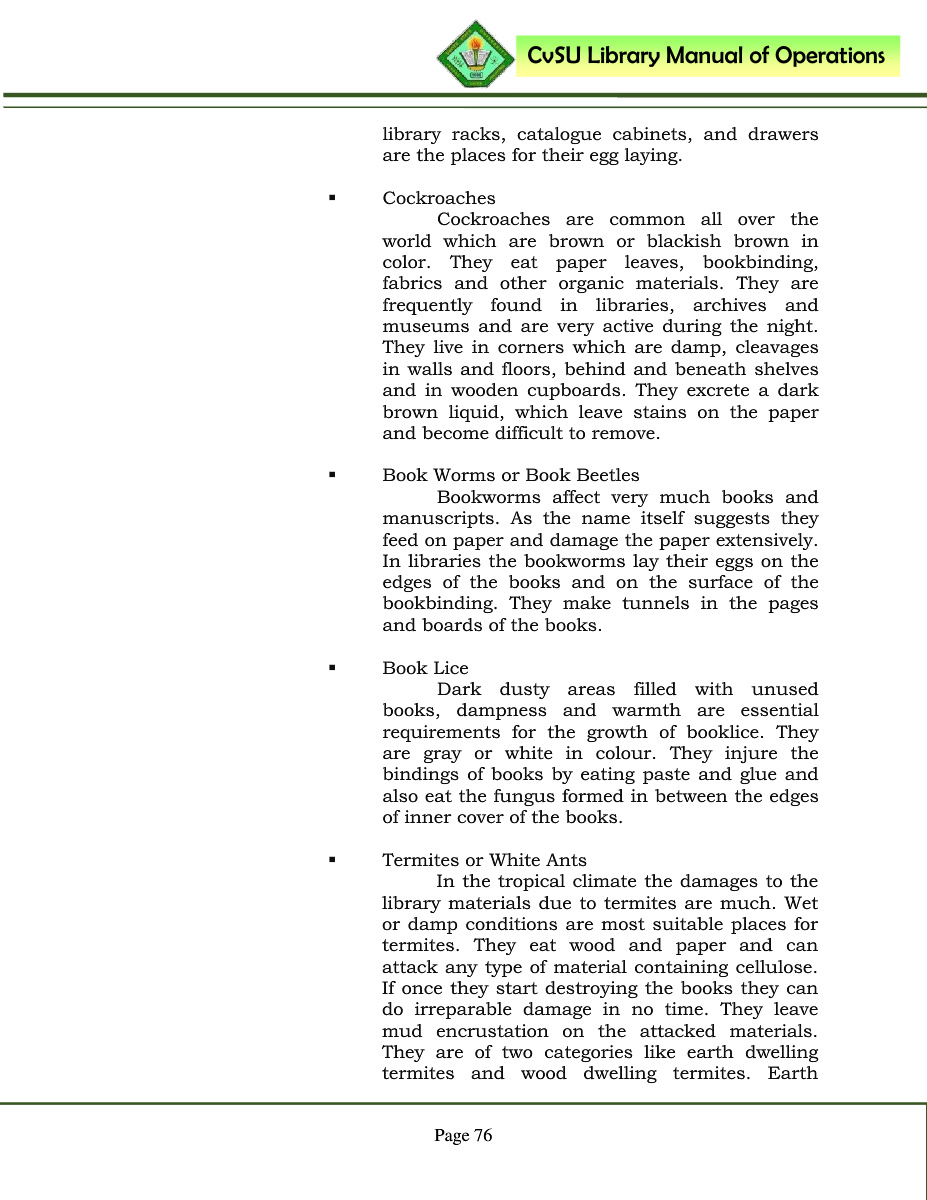 CvSU Library Manual of Operations
library racks, catalogue cabinets, and drawers
are the places for their egg laying.
▪ Cockroaches
Cockroaches are common all over the
world which are brown or blackish brown in
color. They eat paper leaves, bookbinding,
fabrics and other organic materials. They are
frequently found in libraries, archives and
museums and are very active during the night.
They live in corners which are damp, cleavages
in walls and floors, behind and beneath shelves
and in wooden cupboards. They excrete a dark
brown liquid, which leave stains on the paper
and become difficult to remove.
▪ Book Worms or Book Beetles
Bookworms affect very much books and
manuscripts. As the name itself suggests they
feed on paper and damage the paper extensively.
In libraries the bookworms lay their eggs on the
edges of the books and on the surface of the
bookbinding. They make tunnels in the pages
and boards of the books.
▪ Book Lice
Dark dusty areas filled with unused
books, dampness and warmth are essential
requirements for the growth of booklice. They
are gray or white in colour. They injure the
bindings of books by eating paste and glue and
also eat the fungus formed in between the edges
of inner cover of the books.
▪ Termites or White Ants
In the tropical climate the damages to the
library materials due to termites are much. Wet
or damp conditions are most suitable places for
termites. They eat wood and paper and can
attack any type of material containing cellulose.
If once they start destroying the books they can
do irreparable damage in no time. They leave
mud encrustation on the attacked materials.
They are of two categories like earth dwelling
termites and wood dwelling termites. Earth
Page 76